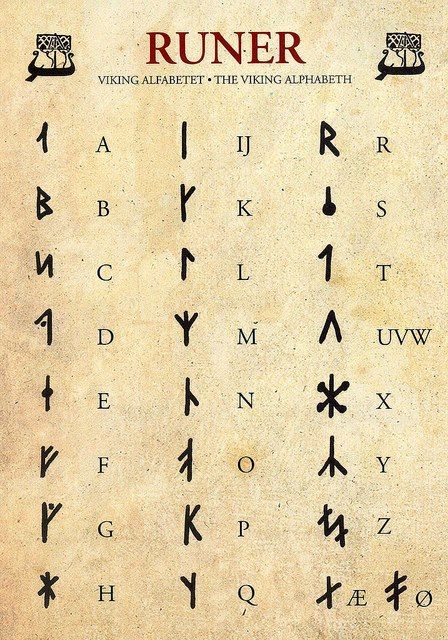 RUNER
VIKING ALFABETET • THE VIKING ALPHABETH
ᛆ A ᛁ IJ ᚱ R
ᛒ B ᚴ K S
ᛋ C ᛚ L ᛐ T
ᛑ D ᛘ M ᚢ UVW
ᛂ E ᚿ N X
ᚠ F ᚮ O ᛦ Y
ᚵ G ᛕ P Z
ᚼ H Q ᛅ Æ ᚯ Ø